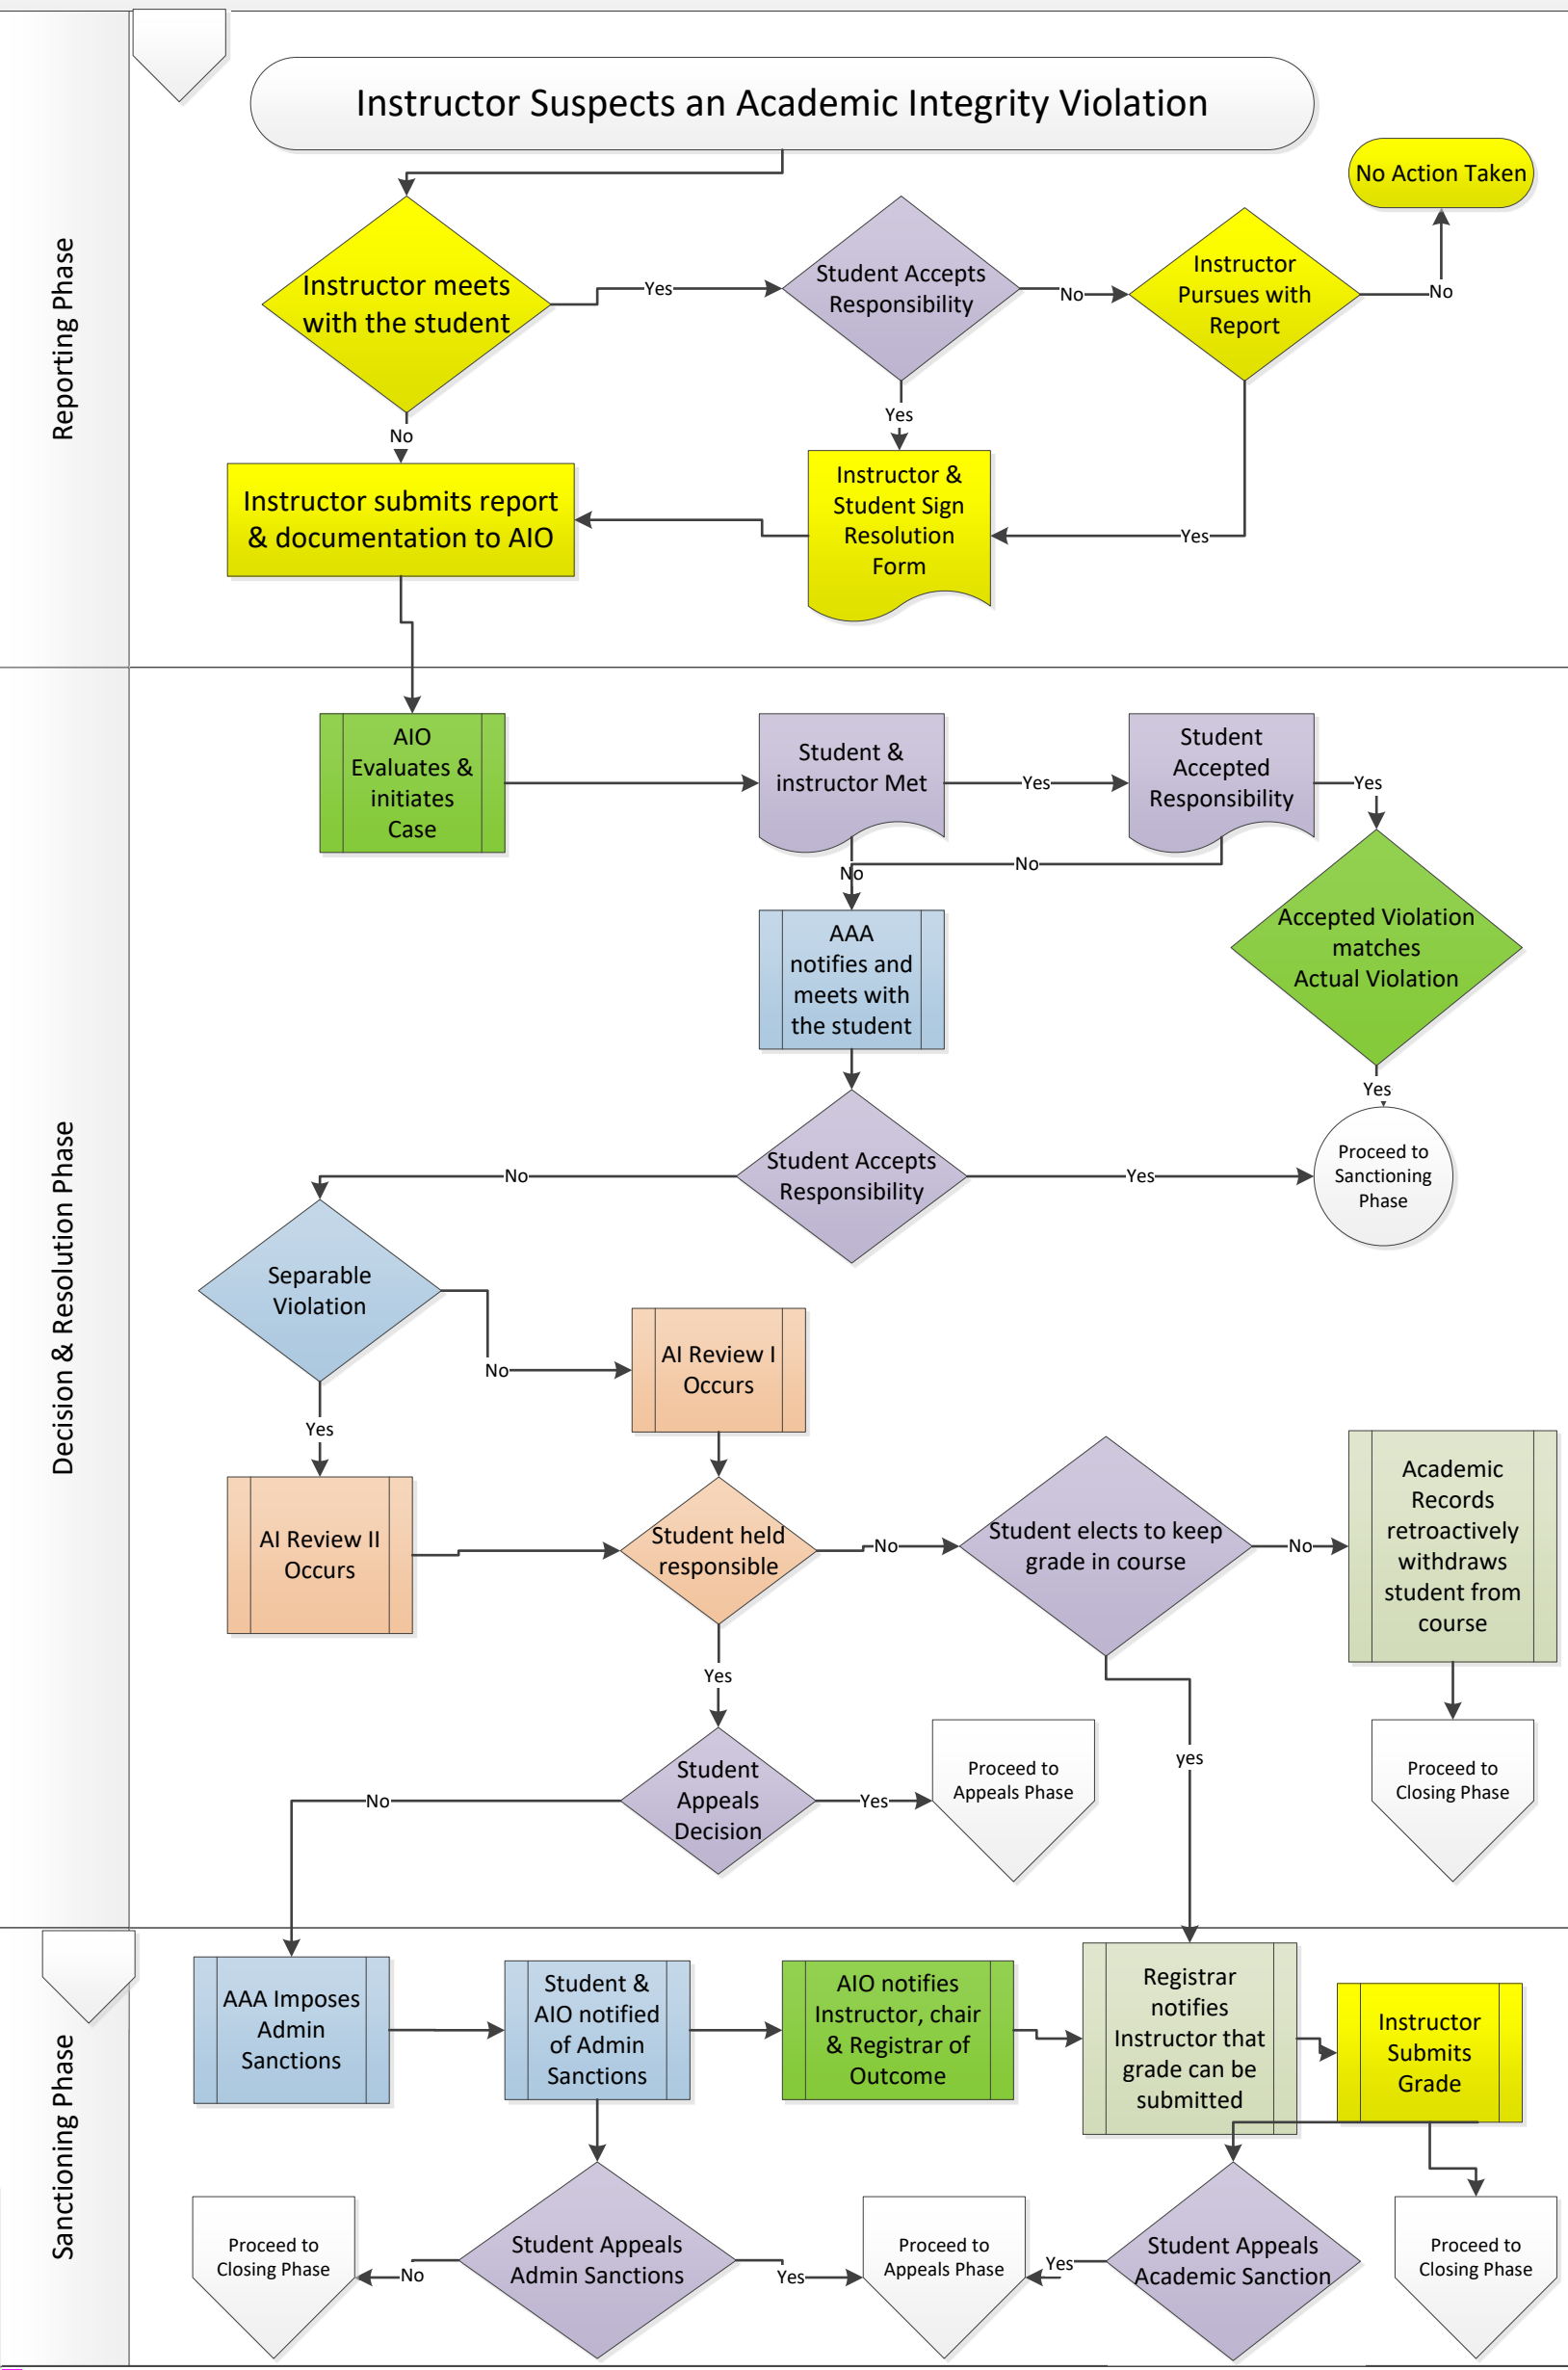 Reporting Phase
Instructor Suspects an Academic Integrity Violation
No Action Taken
Instructor meets
with the student
Yes
Student Accepts
Responsibility
No
Instructor
Pursues with
Report
No
No
Yes
Instructor submits report
& documentation to AIO
Instructor &
Student Sign
Resolution
Form
Yes
Decision & Resolution Phase
AIO
Evaluates &
initiates
Case
Student &
instructor Met
Yes
Student
Accepted
Responsibility
Yes
No
No
AAA
notifies and
meets with
the student
Accepted Violation
matches
Actual Violation
Yes
Student Accepts
Responsibility
No
Yes
Proceed to
Sanctioning
Phase
Separable
Violation
No
Yes
AI Review I
Occurs
AI Review II
Occurs
Student held
responsible
No
Student elects to keep
grade in course
No
Academic
Records
retroactively
withdraws
student from
course
Yes
yes
Student
Appeals
Decision
No
Yes
Proceed to
Appeals Phase
Proceed to
Closing Phase
Sanctioning Phase
AAA Imposes
Admin
Sanctions
Student &
AIO notified
of Admin
Sanctions
AIO notifies
Instructor, chair
& Registrar of
Outcome
Registrar
notifies
Instructor that
grade can be
submitted
Instructor
Submits
Grade
Proceed to
Closing Phase
No
Student Appeals
Admin Sanctions
Yes
Proceed to
Appeals Phase
Yes
Student Appeals
Academic Sanction
Proceed to
Closing Phase